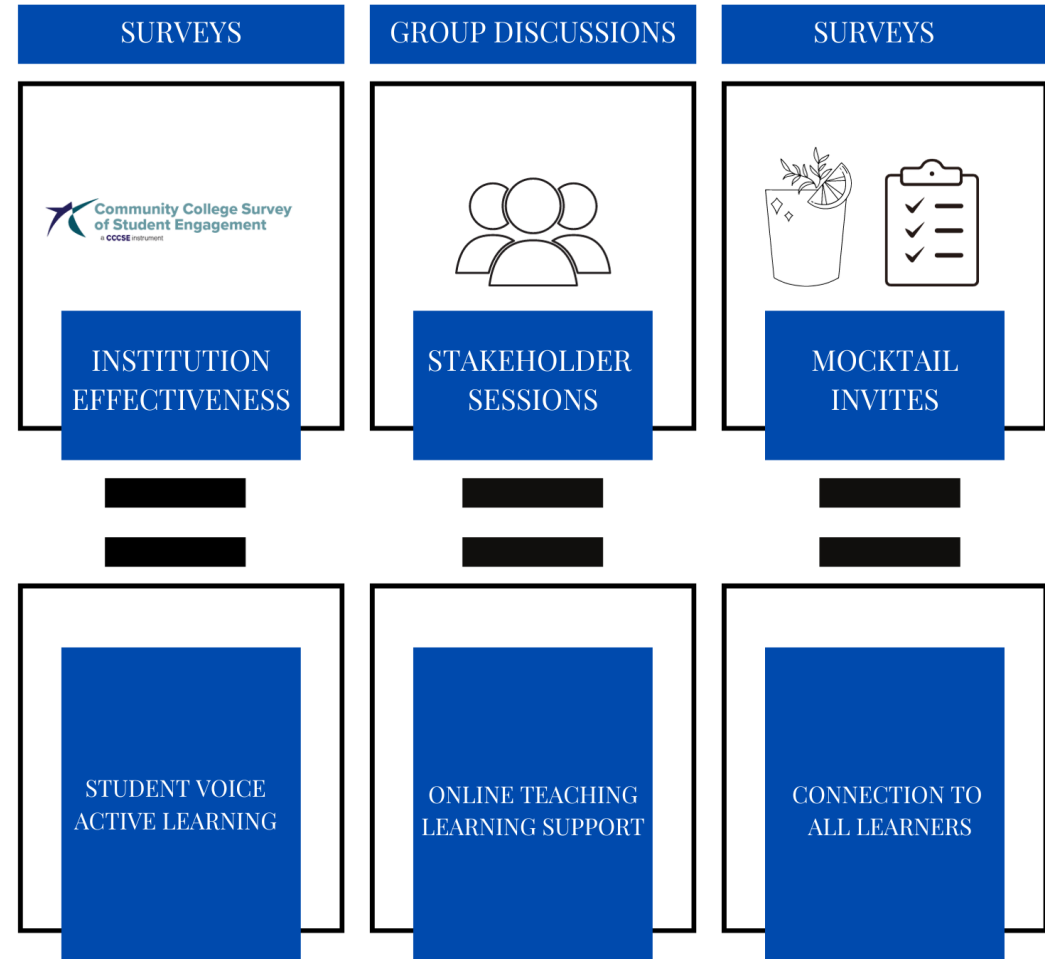 SURVEYS
GROUP DISCUSSIONS
SURVEYS
Community College Survey
of Student Engagement
a CCCSE instrument
INSTITUTION
EFFECTIVENESS
STAKEHOLDER
SESSIONS
MOCKTAIL
INVITES
STUDENT VOICE
ACTIVE LEARNING
ONLINE TEACHING
LEARNING SUPPORT
CONNECTION TO
ALL LEARNERS